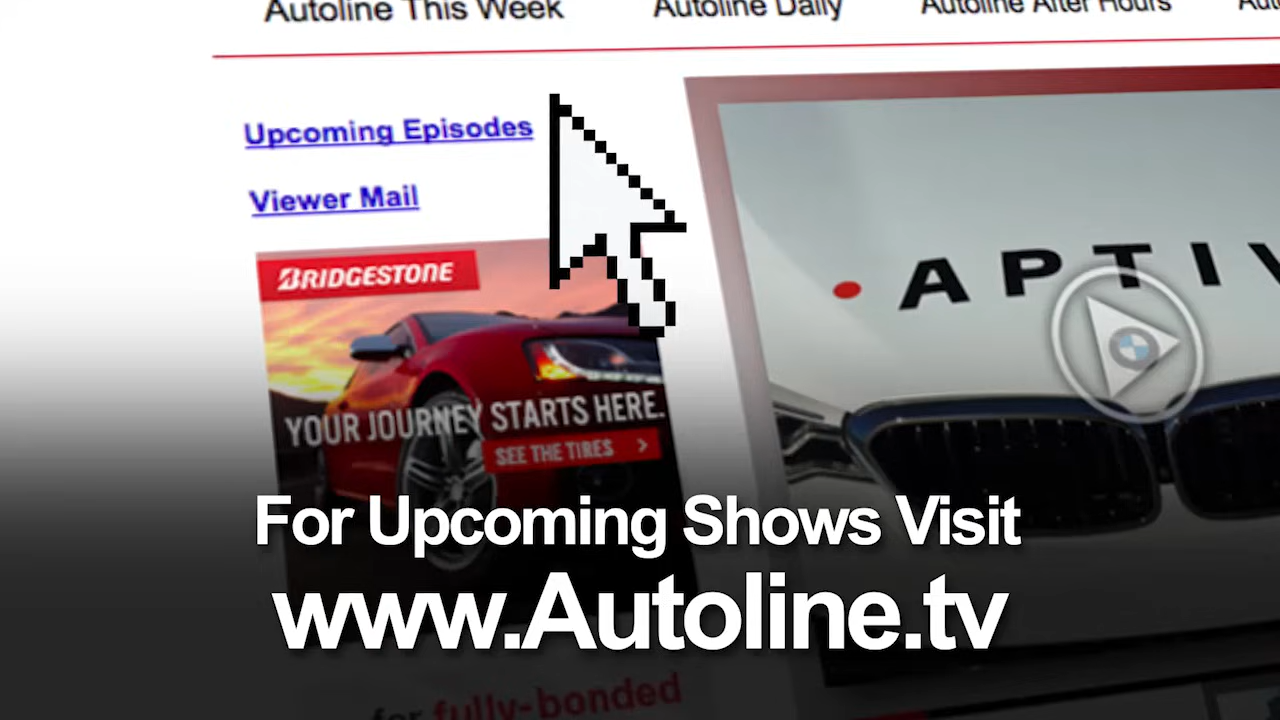 Autoline This Week
Autoline Daily
Autoline After Hours
Upcoming Episodes
Viewer Mail
BRIDGESTONE
APTIV
YOUR JOURNEY STARTS HERE.
SEE THE TIRES
For Upcoming Shows Visit
www.Autoline.tv
for fully-bonded